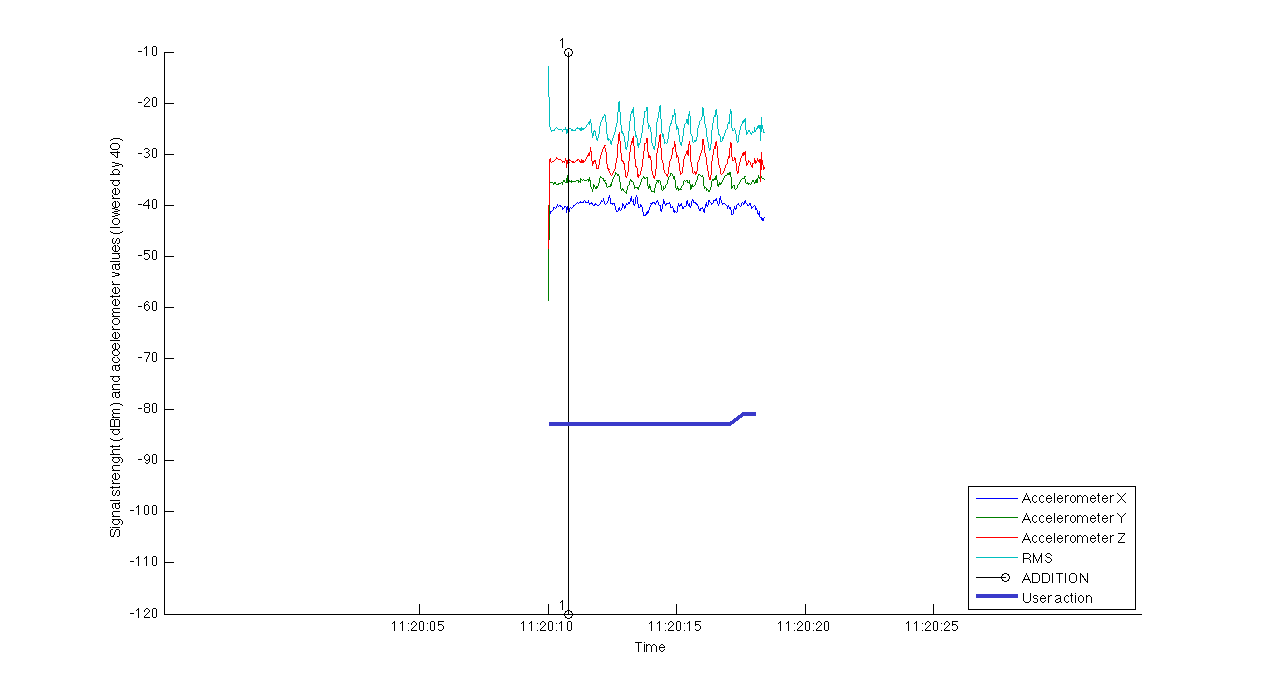 1
-10
-20
-30
-40
-50
-60
-70
-80
-90
-100
-110
-120
Signal strenght (dBm) and accelerometer values (lowered by 40)
1
11:20:05
11:20:10
11:20:15
11:20:20
11:20:25
Time
Accelerometer X
Accelerometer Y
Accelerometer Z
RMS
ADDITION
User action